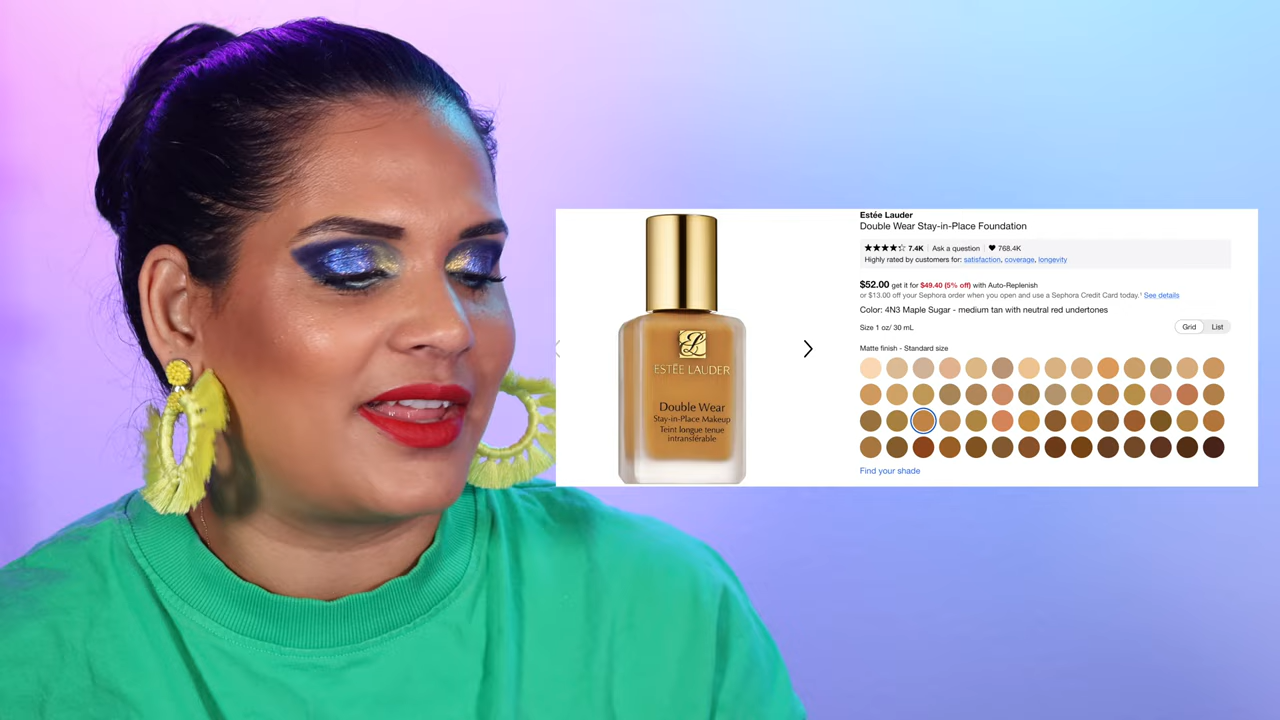 ESTĒE LAUDER
Double Wear
Stay-in-Place Makeup
Teint longue tenue
intransférable
Estée Lauder
Double Wear Stay-in-Place Foundation
7.4K | Ask a question | ♥ 768.4K
Highly rated by customers for: satisfaction, coverage, longevity
$52.00 get it for $49.40 (5% off) with Auto-Replenish
or $13.00 off your Sephora order when you open and use a Sephora Credit Card today.¹ See details
Color: 4N3 Maple Sugar - medium tan with neutral red undertones
Size 1 oz/ 30 mL
Grid List
Matte finish - Standard size
Find your shade